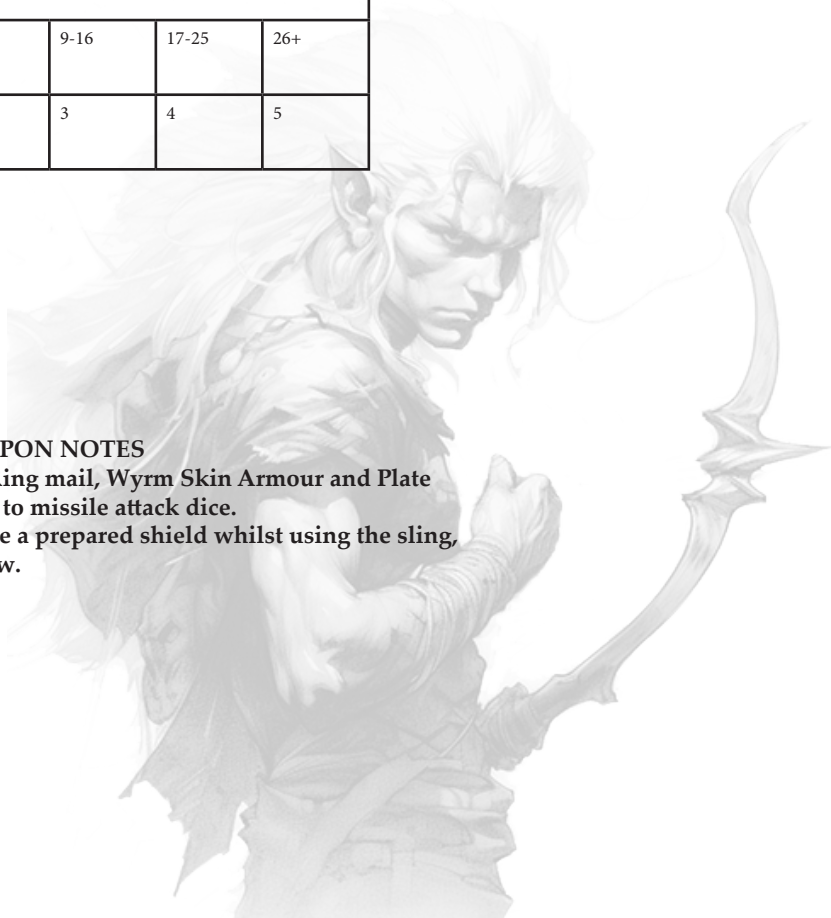 9-16 17-25 26+
3 4 5
PON NOTES
ing mail, Wyrm Skin Armour and Plate
to missile attack dice.
e a prepared shield whilst using the sling,
w.